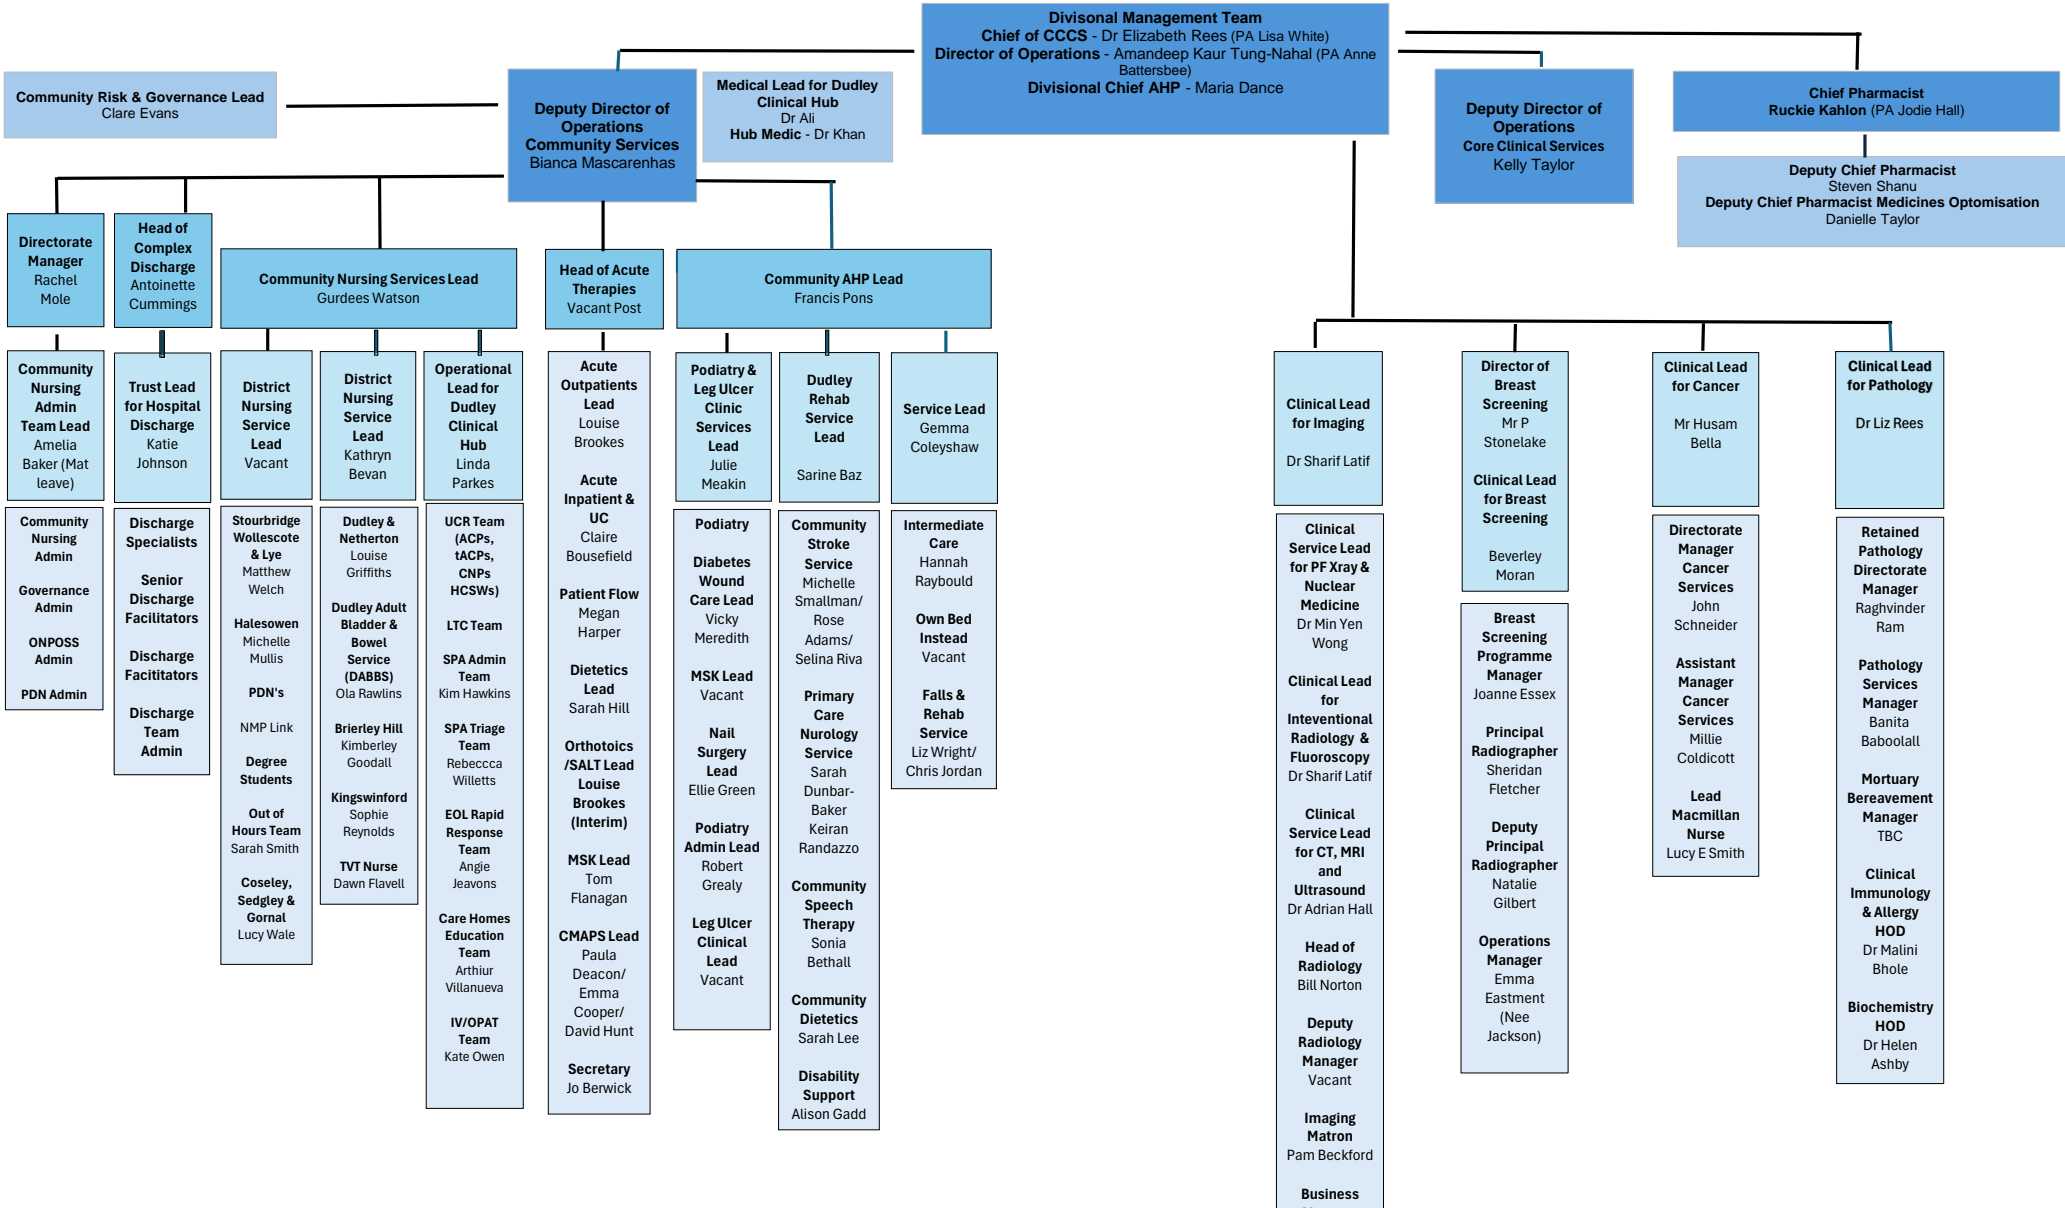 Divisonal Management Team
Chief of CCCS - Dr Elizabeth Rees (PA Lisa White)
Director of Operations - Amandeep Kaur Tung-Nahal (PA Anne
Battersbee)
Divisional Chief AHP - Maria Dance
Community Risk & Governance Lead
Clare Evans
Deputy Director of
Operations
Community Services
Bianca Mascarenhas
Medical Lead for Dudley
Clinical Hub
Dr Ali
Hub Medic - Dr Khan
Deputy Director of
Operations
Core Clinical Services
Kelly Taylor
Chief Pharmacist
Ruckie Kahlon (PA Jodie Hall)
Deputy Chief Pharmacist
Steven Shanu
Deputy Chief Pharmacist Medicines Optomisation
Danielle Taylor
Directorate
Manager
Rachel
Mole
Head of
Complex
Discharge
Antoinette
Cummings
Community Nursing Services Lead
Gurdees Watson
Head of Acute
Therapies
Vacant Post
Community AHP Lead
Francis Pons
Community
Nursing
Admin
Team Lead
Amelia
Baker (Mat
leave)
Trust Lead
for Hospital
Discharge
Katie
Johnson
District
Nursing
Service
Lead
Vacant
District
Nursing
Service
Lead
Kathryn
Bevan
Operational
Lead for
Dudley
Clinical
Hub
Linda
Parkes
Acute
Outpatients
Lead
Louise
Brookes
Acute
Inpatient &
UC
Claire
Bousefield
Patient Flow
Megan
Harper
Dietetics
Lead
Sarah Hill
Orthotoics
/SALT Lead
Louise
Brookes
(Interim)
MSK Lead
Tom
Flanagan
CMAPS Lead
Paula
Deacon/
Emma
Cooper/
David Hunt
Secretary
Jo Berwick
Podiatry &
Leg Ulcer
Clinic
Services
Lead
Julie
Meakin
Dudley
Rehab
Service
Lead
Sarine Baz
Service Lead
Gemma
Coleyshaw
Clinical Lead
for Imaging
Dr Sharif Latif
Director of
Breast
Screening
Mr P
Stonelake
Clinical Lead
for Breast
Screening
Beverley
Moran
Clinical Lead
for Cancer
Mr Husam
Bella
Clinical Lead
for Pathology
Dr Liz Rees
Community
Nursing
Admin
Governance
Admin
ONPOSS
Admin
PDN Admin
Discharge
Specialists
Senior
Discharge
Facilitators
Discharge
Facititators
Discharge
Team
Admin
Stourbridge
Wollescote
& Lye
Matthew
Welch
Halesowen
Michelle
Mullis
PDN's
NMP Link
Degree
Students
Out of
Hours Team
Sarah Smith
Coseley,
Sedgley &
Gornal
Lucy Wale
Dudley &
Netherton
Louise
Griffiths
Dudley Adult
Bladder &
Bowel
Service
(DABBS)
Ola Rawlins
Brierley Hill
Kimberley
Goodall
Kingswinford
Sophie
Reynolds
TVT Nurse
Dawn Flavell
UCR Team
(ACPs,
tACPs,
CNPs
HCSWs)
LTC Team
SPA Admin
Team
Kim Hawkins
SPA Triage
Team
Rebeccca
Willetts
EOL Rapid
Response
Team
Angie
Jeavons
Care Homes
Education
Team
Arthiur
Villanueva
IV/OPAT
Team
Kate Owen
Podiatry
Diabetes
Wound
Care Lead
Vicky
Meredith
MSK Lead
Vacant
Nail
Surgery
Lead
Ellie Green
Podiatry
Admin Lead
Robert
Grealy
Leg Ulcer
Clinical
Lead
Vacant
Community
Stroke
Service
Michelle
Smallman/
Rose
Adams/
Selina Riva
Primary
Care
Nurology
Service
Sarah
Dunbar-
Baker
Keiran
Randazzo
Community
Speech
Therapy
Sonia
Bethall
Community
Dietetics
Sarah Lee
Disability
Support
Alison Gadd
Intermediate
Care
Hannah
Raybould
Own Bed
Instead
Vacant
Falls &
Rehab
Service
Liz Wright/
Chris Jordan
Clinical
Service Lead
for PF Xray &
Nuclear
Medicine
Dr Min Yen
Wong
Clinical Lead
for
Inteventional
Radiology &
Fluoroscopy
Dr Sharif Latif
Clinical
Service Lead
for CT, MRI
and
Ultrasound
Dr Adrian Hall
Head of
Radiology
Bill Norton
Deputy
Radiology
Manager
Vacant
Imaging
Matron
Pam Beckford
Business
Breast
Screening
Programme
Manager
Joanne Essex
Principal
Radiographer
Sheridan
Fletcher
Deputy
Principal
Radiographer
Natalie
Gilbert
Operations
Manager
Emma
Eastment
(Nee
Jackson)
Directorate
Manager
Cancer
Services
John
Schneider
Assistant
Manager
Cancer
Services
Millie
Coldicott
Lead
Macmillan
Nurse
Lucy E Smith
Retained
Pathology
Directorate
Manager
Raghvinder
Ram
Pathology
Services
Manager
Banita
Baboolall
Mortuary
Bereavement
Manager
TBC
Clinical
Immunology
& Allergy
HOD
Dr Malini
Bhole
Biochemistry
HOD
Dr Helen
Ashby